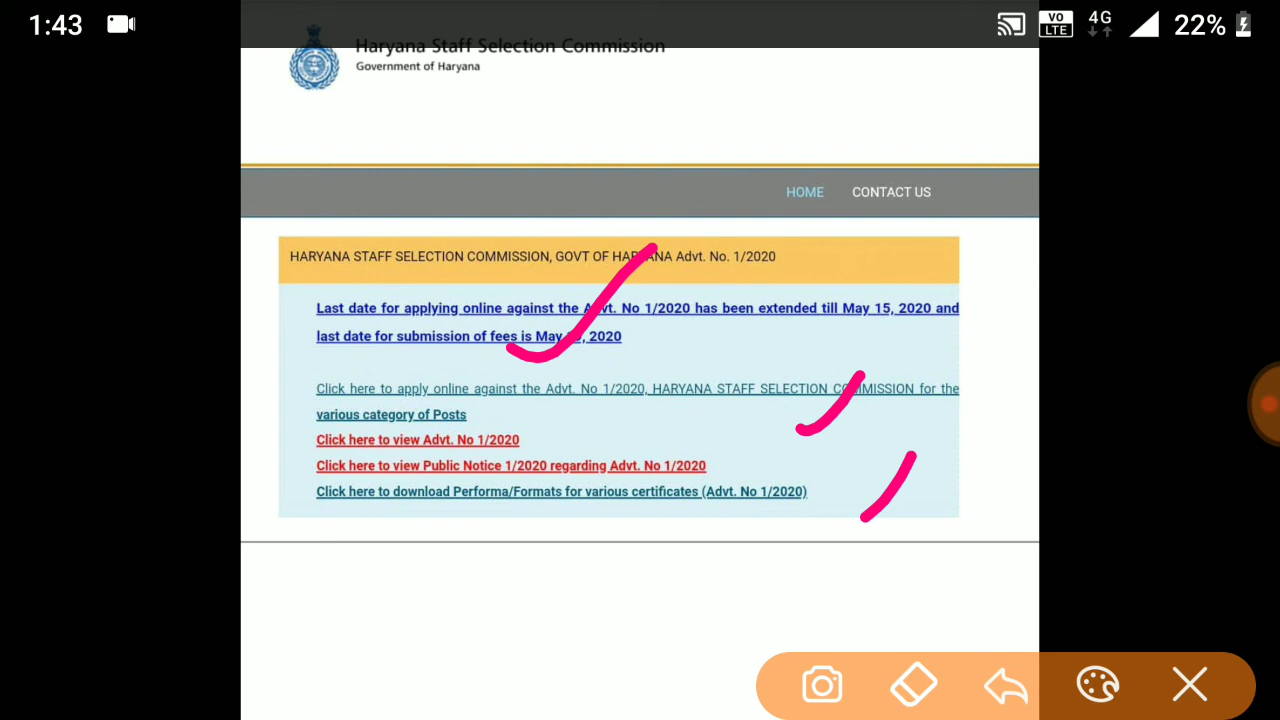 1:43
VO LTE 4G 22%
Haryana Staff Selection Commission
Government of Haryana
HOME CONTACT US
HARYANA STAFF SELECTION COMMISSION, GOVT OF HARYANA Advt. No. 1/2020
Last date for applying online against the Advt. No 1/2020 has been extended till May 15, 2020 and
last date for submission of fees is May , 2020
Click here to apply online against the Advt. No 1/2020, HARYANA STAFF SELECTION COMMISSION for the
various category of Posts
Click here to view Advt. No 1/2020
Click here to view Public Notice 1/2020 regarding Advt. No 1/2020
Click here to download Performa/Formats for various certificates (Advt. No 1/2020)